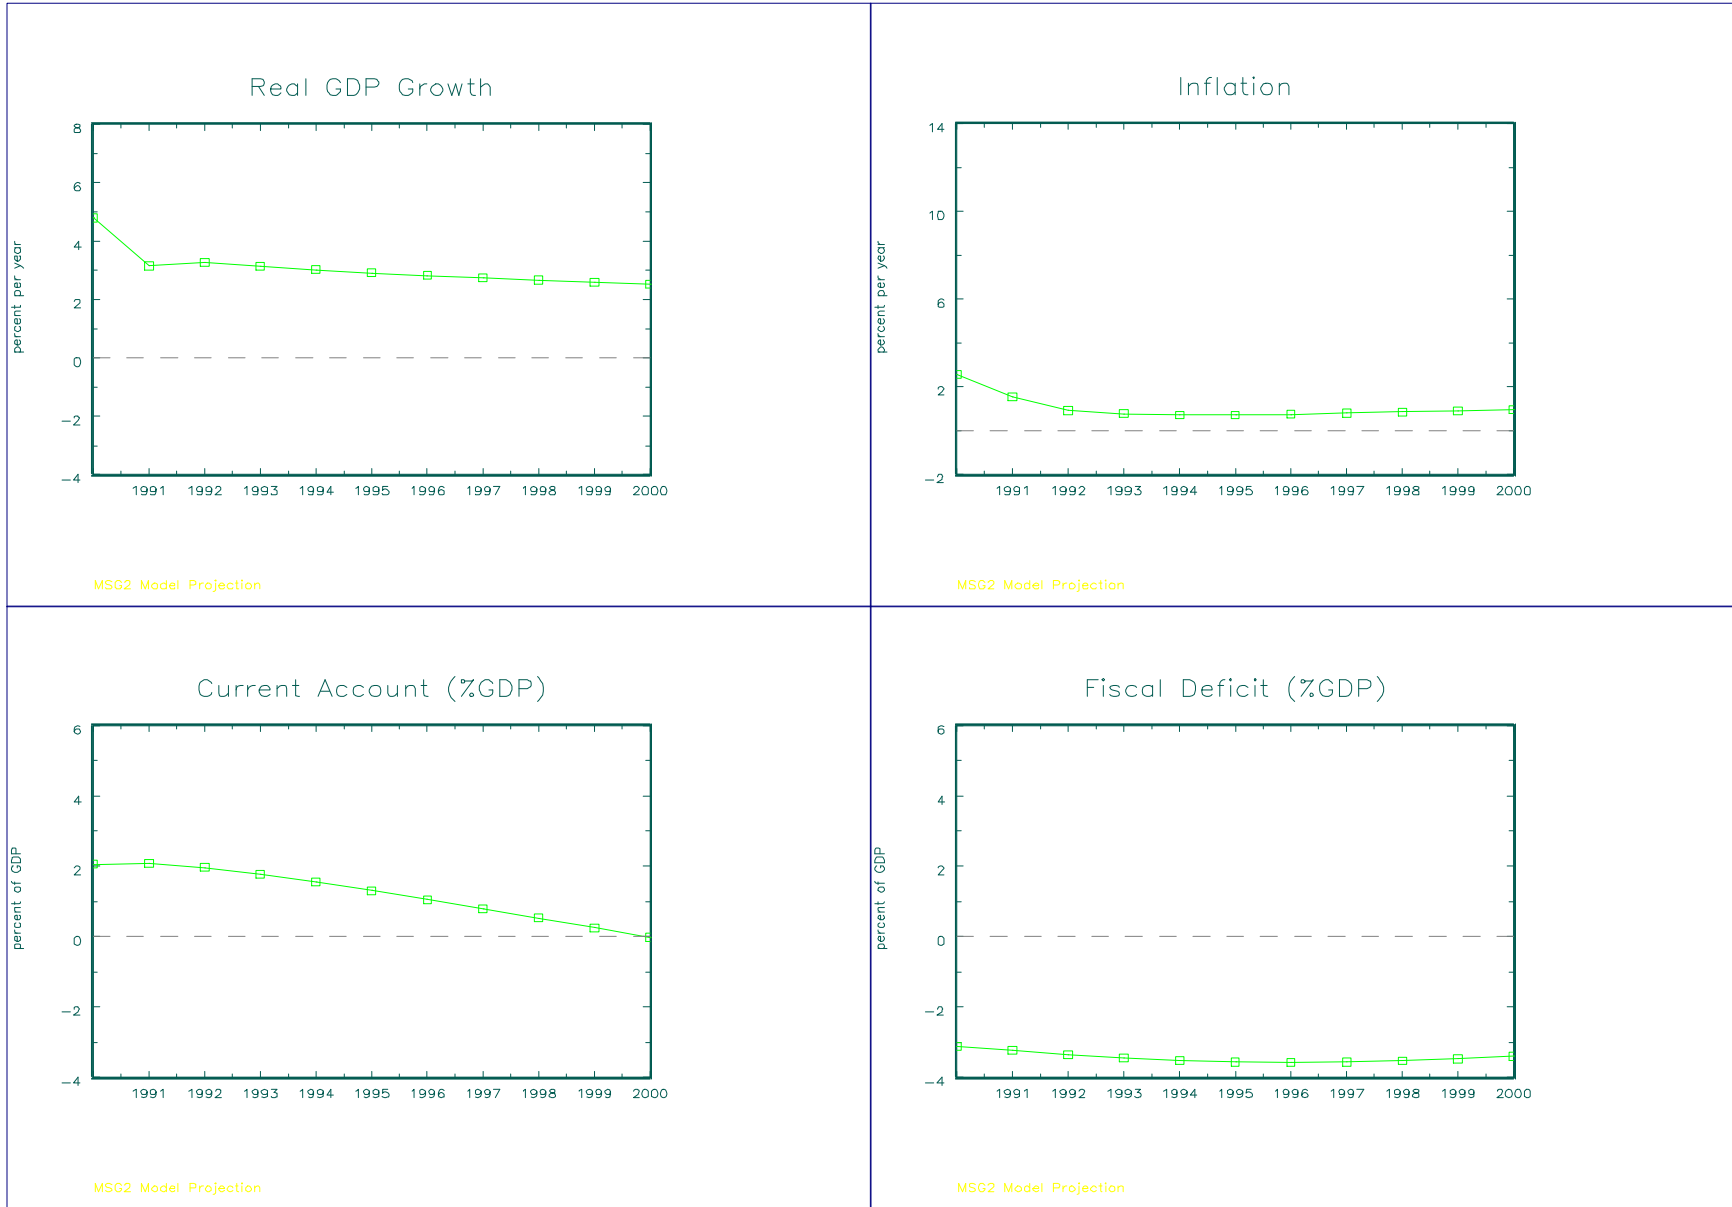 Real GDP Growth
percent per year
8
6
4
2
0
−2
−4
1991 1992 1993 1994 1995 1996 1997 1998 1999 2000
MSG2 Model Projection
Inflation
percent per year
14
10
6
2
−2
1991 1992 1993 1994 1995 1996 1997 1998 1999 2000
MSG2 Model Projection
Current Account (%GDP)
percent of GDP
6
4
2
0
−2
−4
1991 1992 1993 1994 1995 1996 1997 1998 1999 2000
MSG2 Model Projection
Fiscal Deficit (%GDP)
percent of GDP
6
4
2
0
−2
−4
1991 1992 1993 1994 1995 1996 1997 1998 1999 2000
MSG2 Model Projection